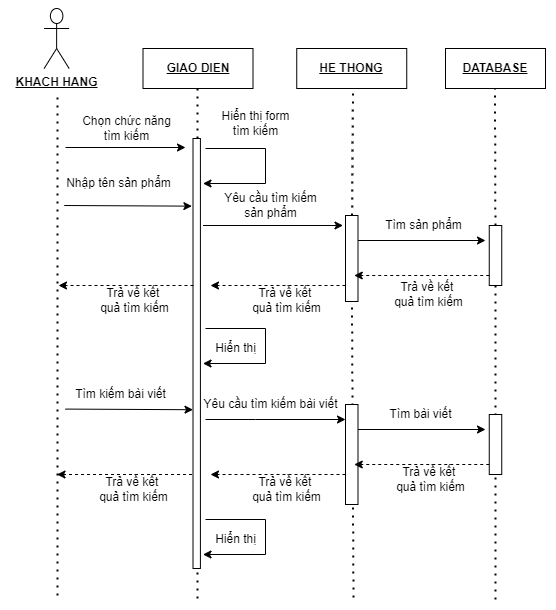 KHACH HANG
GIAO DIEN
HE THONG
DATABASE
Chọn chức năng
tìm kiếm
Hiển thị form
tìm kiếm
Nhập tên sản phẩm
Yêu cầu tìm kiếm
sản phẩm
Tìm sản phẩm
Trả về kết
quả tìm kiếm
Trả về kết
quả tìm kiếm
Trả về kết
quả tìm kiếm
Hiển thị
Tìm kiếm bài viết
Yêu cầu tìm kiếm bài viết
Tìm bài viết
Trả về kết
quả tìm kiếm
Trả về kết
quả tìm kiếm
Trả về kết
quả tìm kiếm
Hiển thị